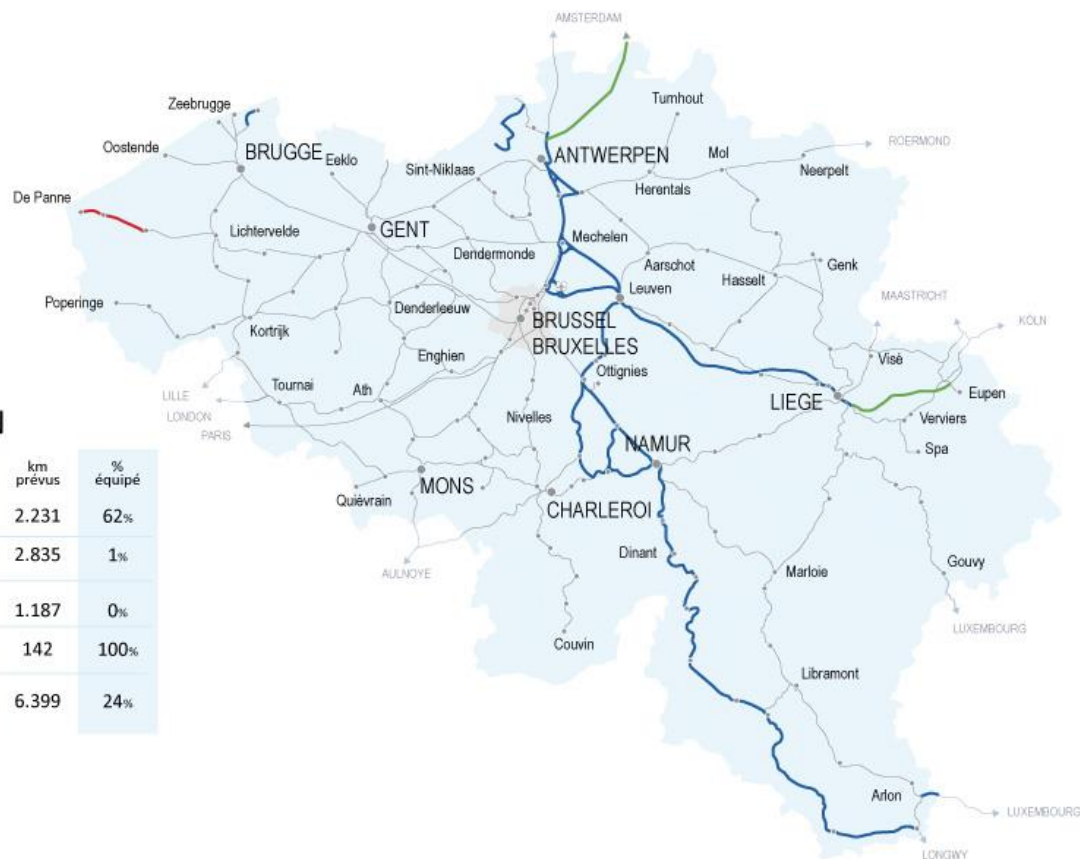 AMSTERDAM
Zeebrugge
Turnhout
Oostende
BRUGGE
Eeklo
ANTWERPEN
Mol
ROERMOND
Sint-Niklaas
Neerpelt
Herentals
De Panne
GENT
Lichtervelde
Mechelen
Dendermonde
Aarschot
Genk
Hasselt
Leuven
MAASTRICHT
Poperinge
Denderleeuw
BRUSSEL
BRUXELLES
KÖLN
Kortrijk
Enghien
Visé
Ottignies
Tournai
Ath
LILLE
LIEGE
Eupen
LONDON
Nivelles
Verviers
PARIS
NAMUR
Spa
km
prévus
%
équipé
MONS
Quiévrain
CHARLEROI
2.231 62%
2.835 1%
Dinant
Gouvy
AULNOYE
Marloie
1.187 0%
LUXEMBOURG
142 100%
Couvin
Libramont
6.399 24%
Arlon
LUXEMBOURG
LONGWY